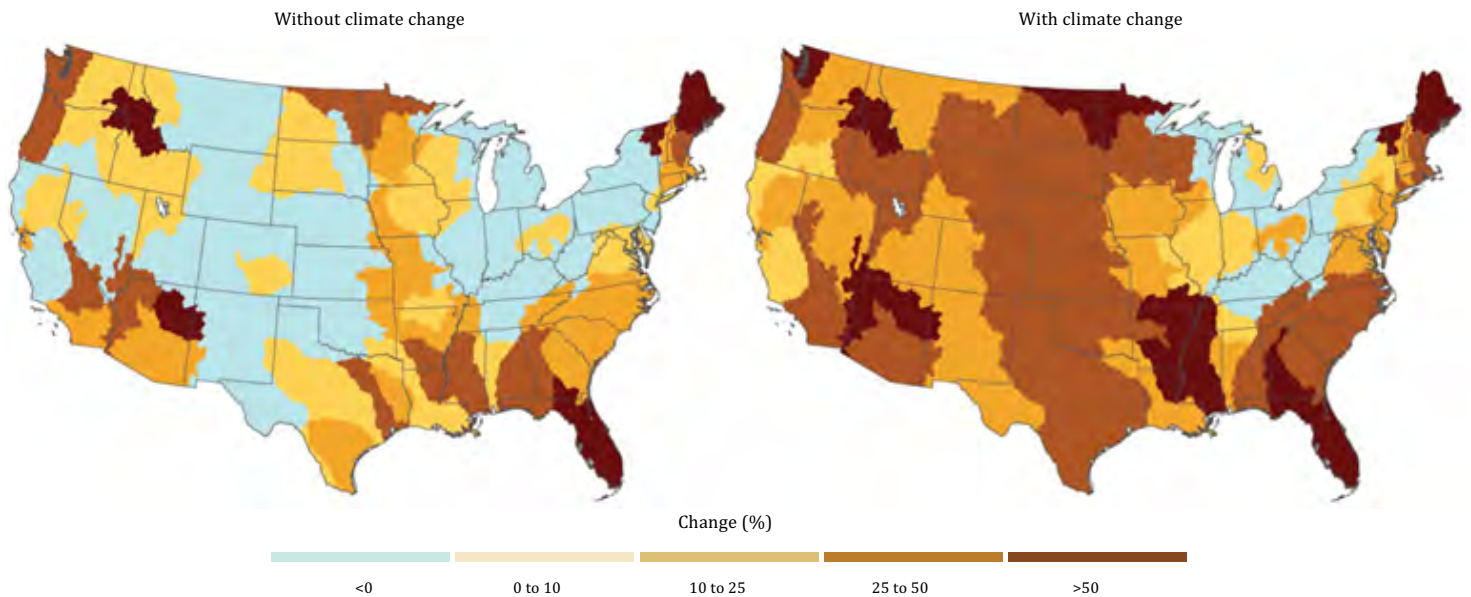 Without climate change
With climate change
Change (%)
<0
0 to 10
10 to 25
25 to 50
>50